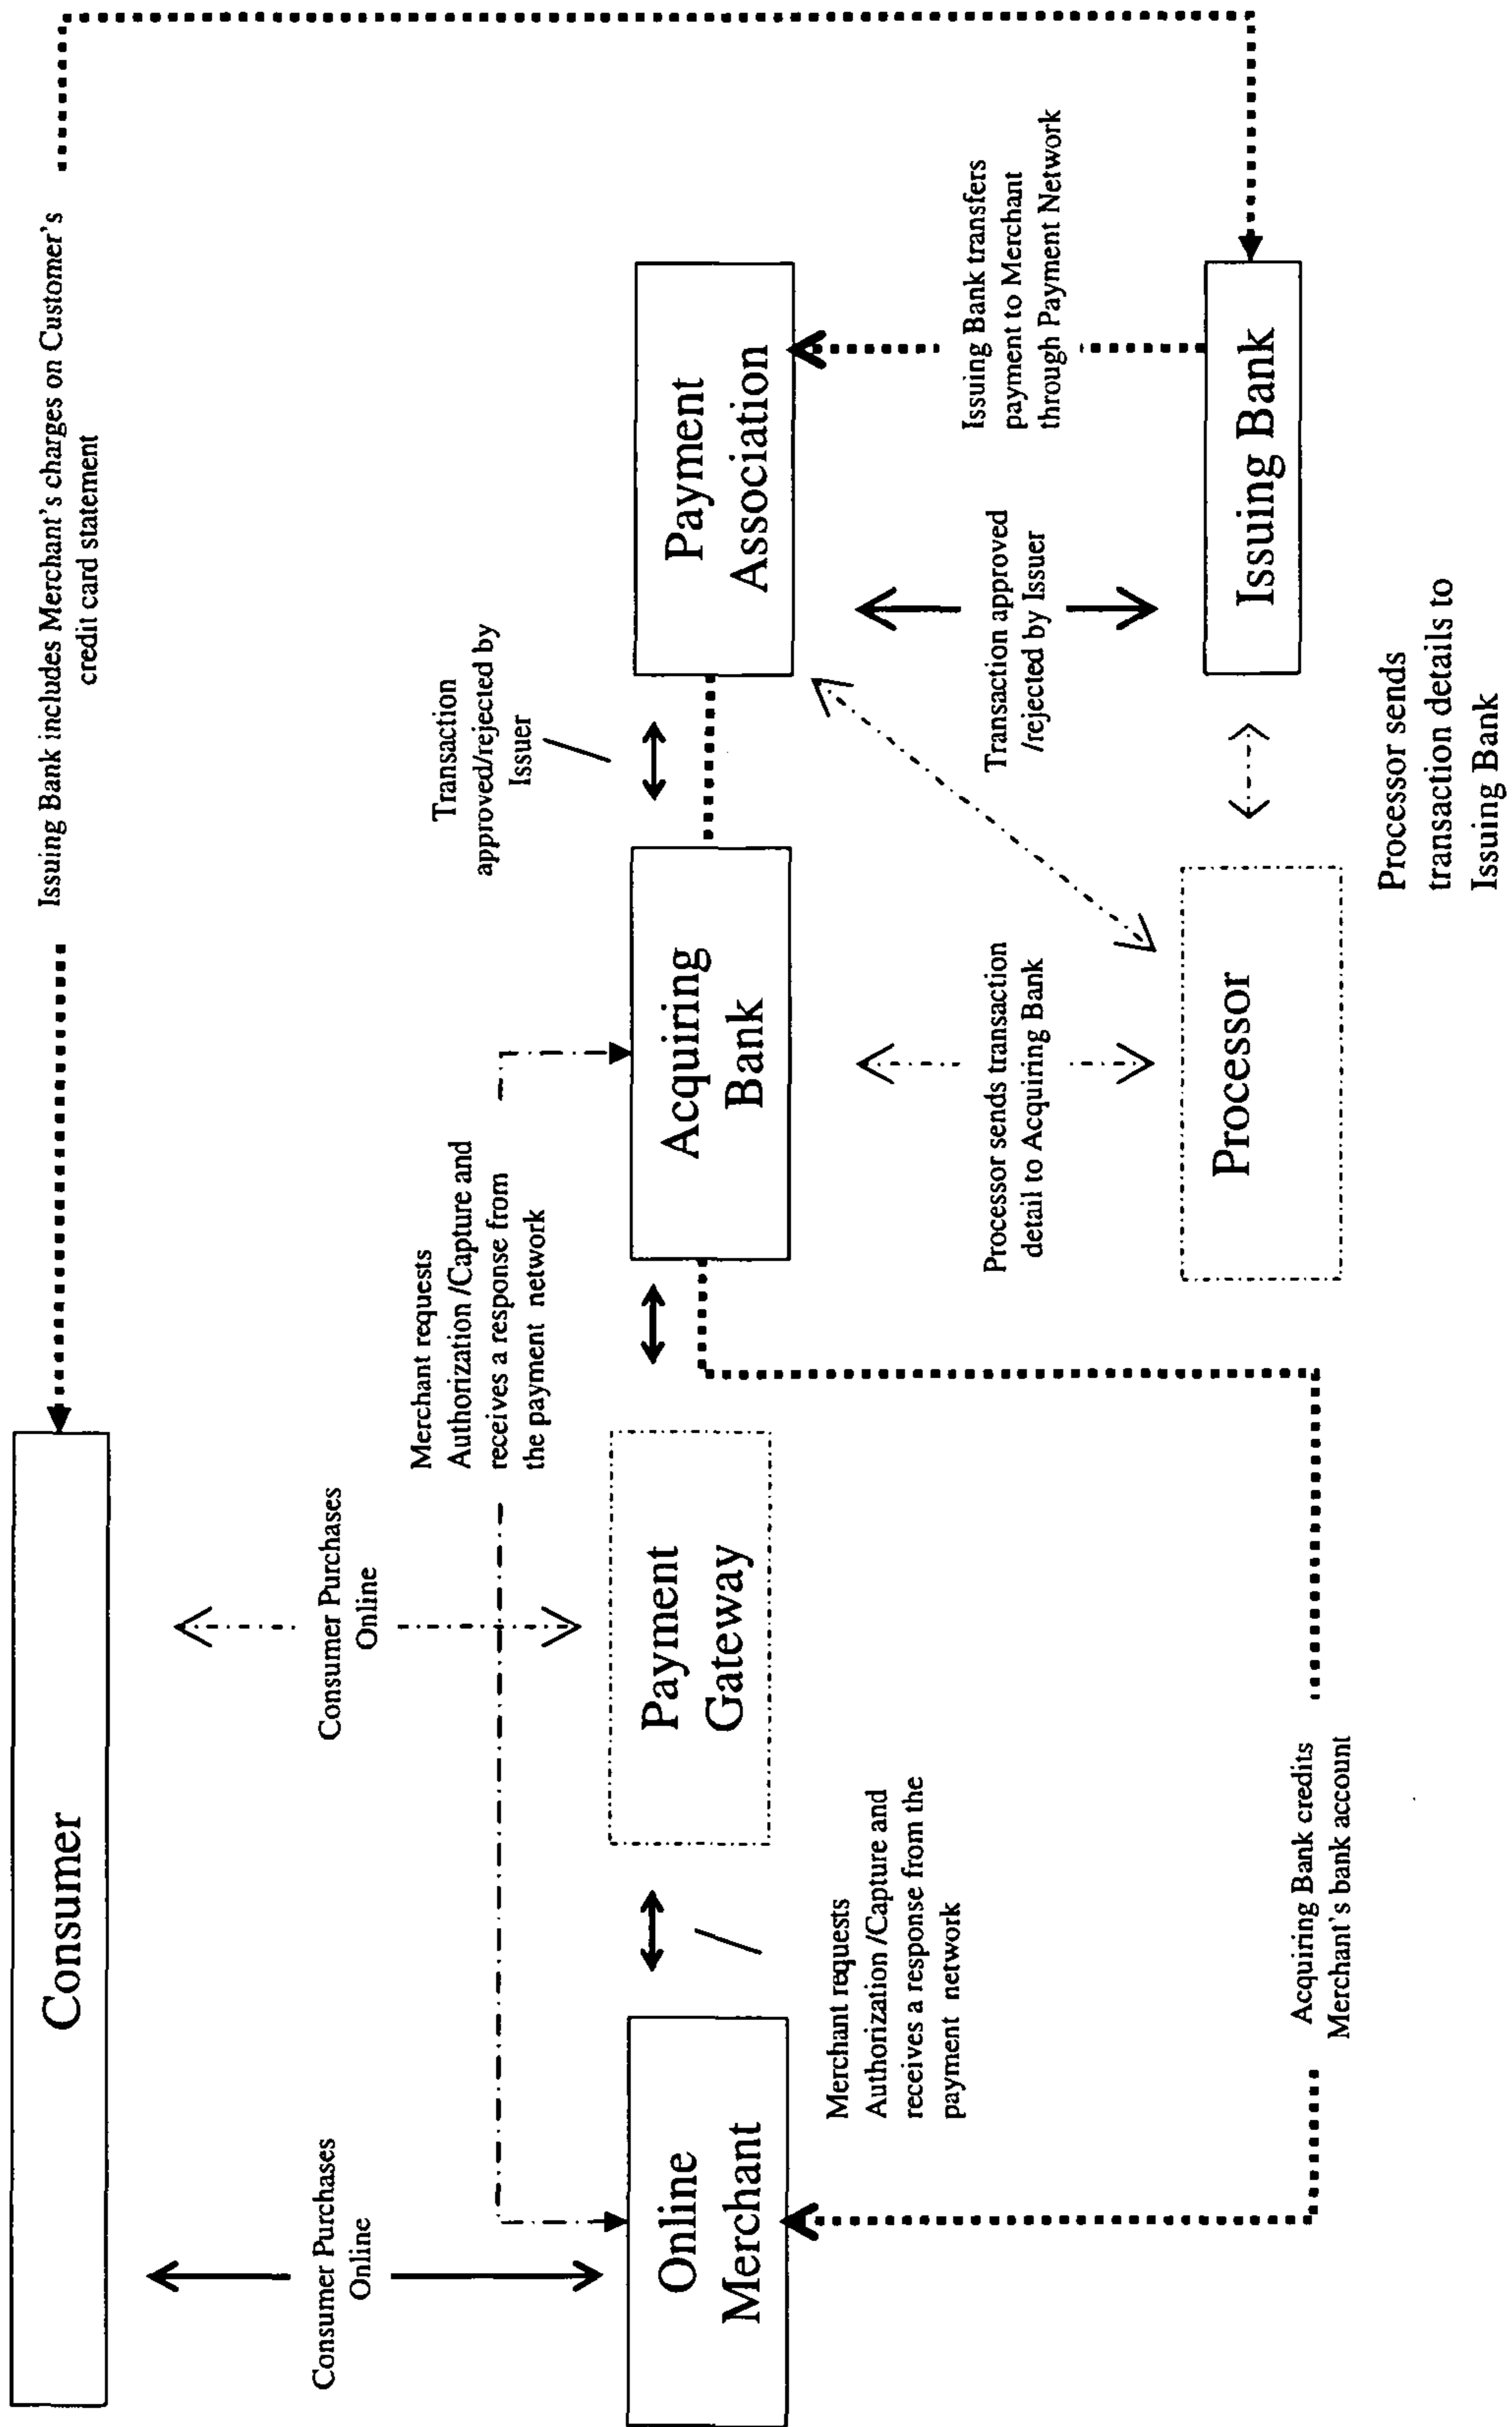 Consumer
Issuing Bank includes Merchant's charges on Customer's
credit card statement
Consumer Purchases
Online
Consumer Purchases
Online
Merchant requests
Authorization /Capture and
receives a response from
the payment network
Transaction
approved/rejected by
Issuer
Online
Merchant
Payment
Gateway
Acquiring
Bank
Payment
Association
Merchant requests
Authorization /Capture and
receives a response from the
payment network
Processor sends transaction
detail to Acquiring Bank
Transaction approved
/rejected by Issuer
Issuing Bank transfers
payment to Merchant
through Payment Network
Processor
Issuing Bank
Acquiring Bank credits
Merchant's bank account
Processor sends
transaction details to
Issuing Bank